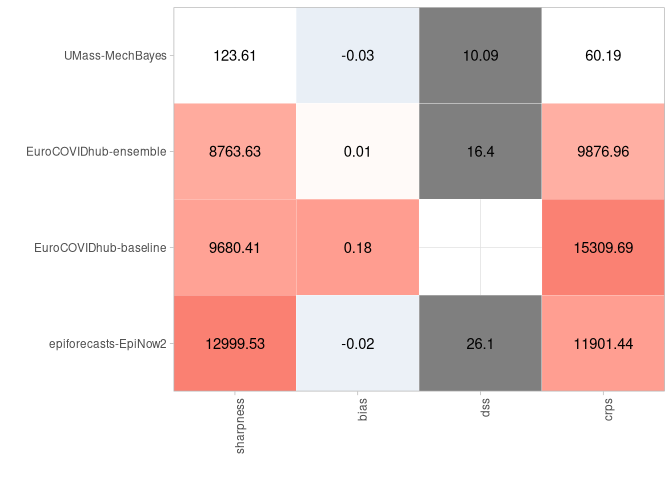 UMass-MechBayes 123.61 -0.03 10.09 60.19
EuroCOVIDhub-ensemble 8763.63 0.01 16.4 9876.96
EuroCOVIDhub-baseline 9680.41 0.18 15309.69
epiforecasts-EpiNow2 12999.53 -0.02 26.1 11901.44
sharpness bias dss crps